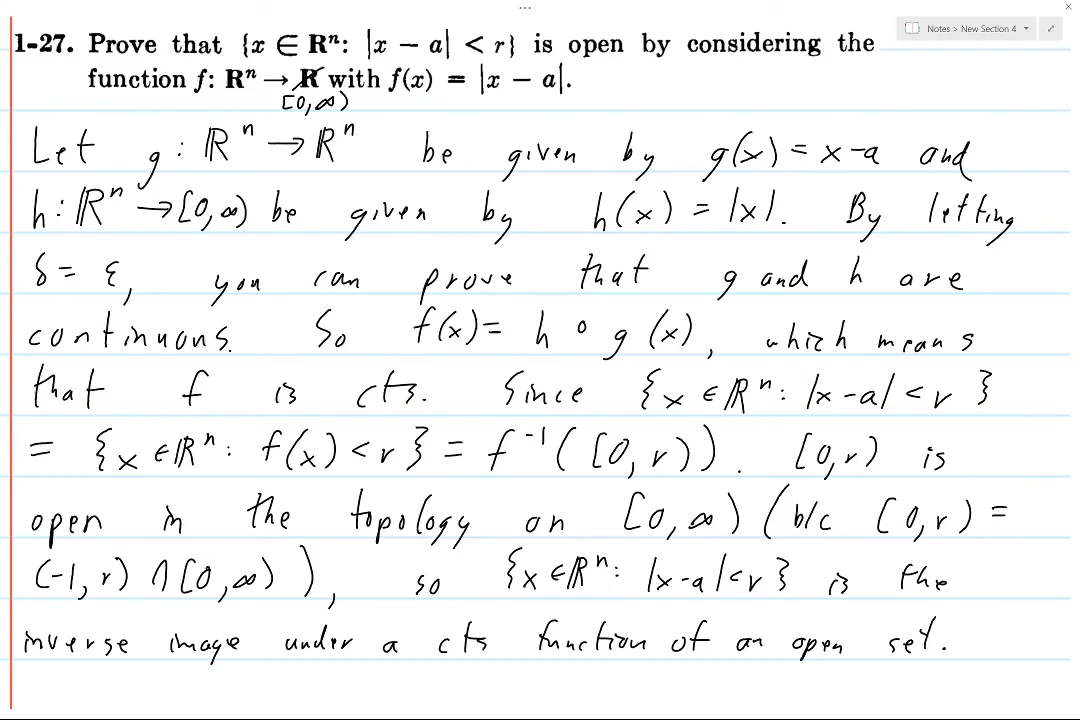 Notes > New Section 4
1-27. Prove that {x ∈ Rⁿ: |x − a| < r} is open by considering the
function f: Rⁿ → R with f(x) = |x − a|.
[0,∞)
Let g: ℝⁿ → ℝⁿ be given by g(x) = x-a and
h: ℝⁿ → [0,∞) be given by h(x) = |x|. By letting
δ = ε, you can prove that g and h are
continuous. So f(x) = h ∘ g(x), which means
that f is cts. Since {x ∈ ℝⁿ: |x-a| < r}
= {x ∈ ℝⁿ: f(x) < r} = f⁻¹([0,r)). [0,r) is
open in the topology on [0,∞) (b/c [0,r) =
(-1,r) ∩ [0,∞)), so {x ∈ ℝⁿ: |x-a| < r} is the
inverse image under a cts function of an open set.